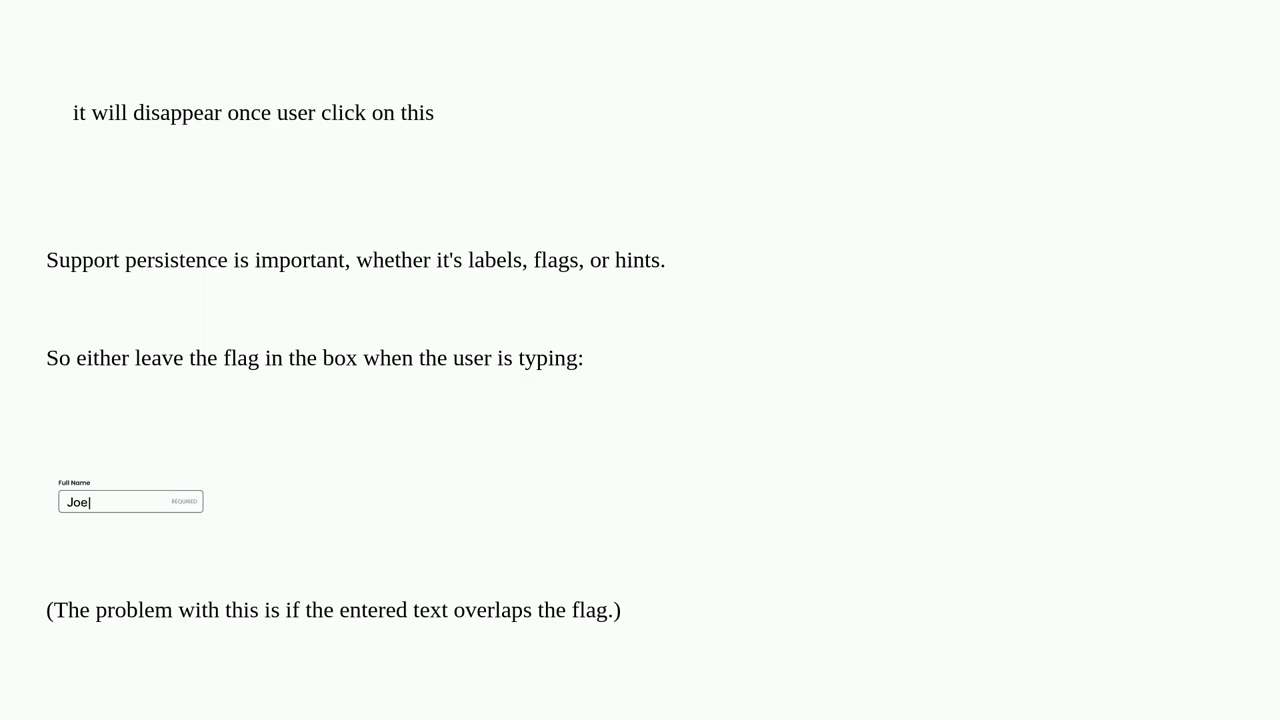 it will disappear once user click on this
Support persistence is important, whether it's labels, flags, or hints.
So either leave the flag in the box when the user is typing:
Full Name
Joe| REQUIRED
(The problem with this is if the entered text overlaps the flag.)